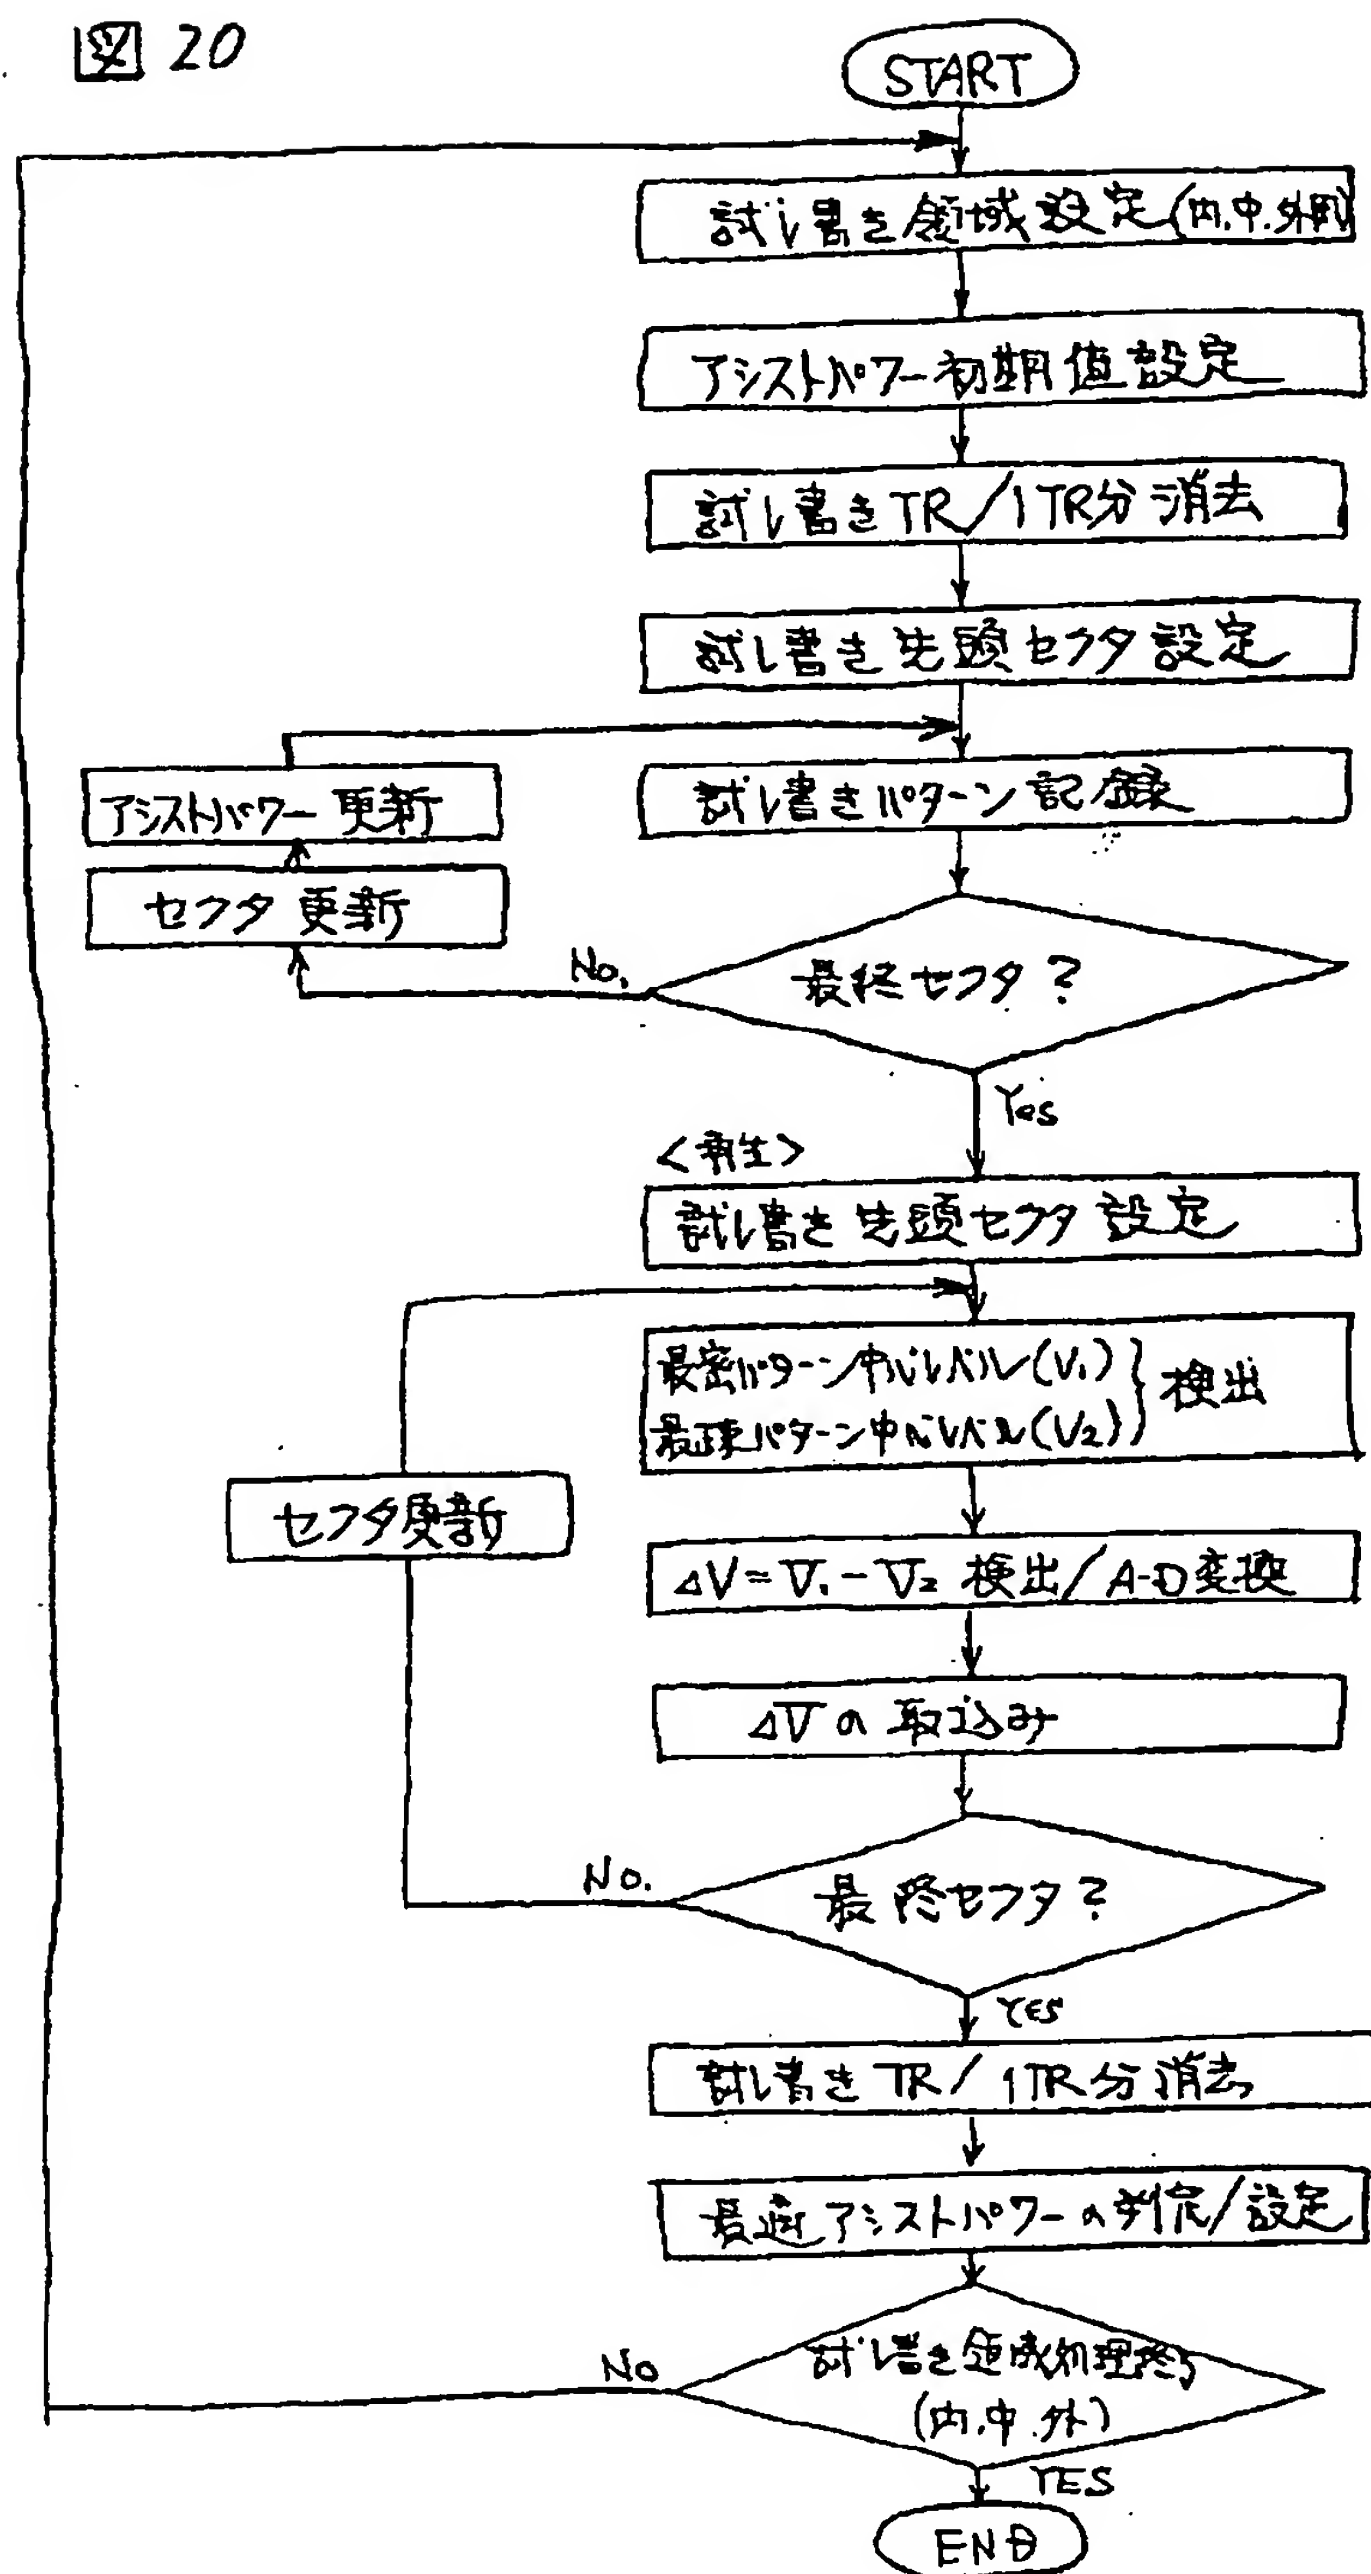 図 20
START
試し書き領域設定(内.中.外周)
アシストパワー初期値設定
試し書きTR/1TR分消去
試し書き先頭セクタ設定
試し書きパターン記録
アシストパワー更新
セクタ更新
最終セクタ?
No.
Yes
<再生>
試し書き先頭セクタ設定
最密パターン中心レベル(V1)
最疎パターン中心レベル(V2)
} 検出
セクタ更新
ΔV=V1-V2 検出/A-D変換
ΔVの取込み
最終セクタ?
No.
YES
試し書きTR/1TR分消去
最適アシストパワーの判定/設定
試し書き領域処理終了
(内.中.外)
No
YES
END